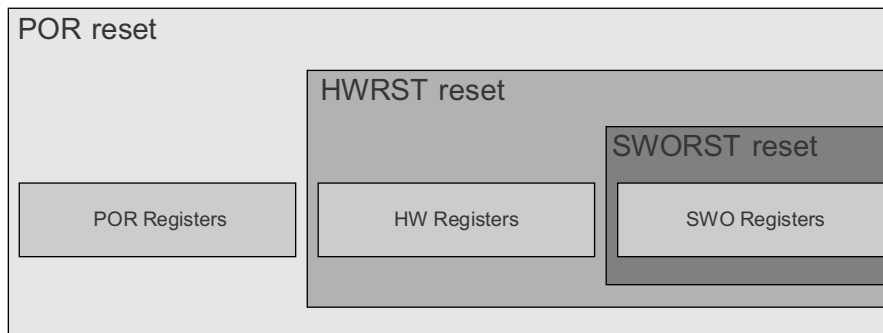 POR reset
HWRST reset
SWORST reset
POR Registers
HW Registers
SWO Registers